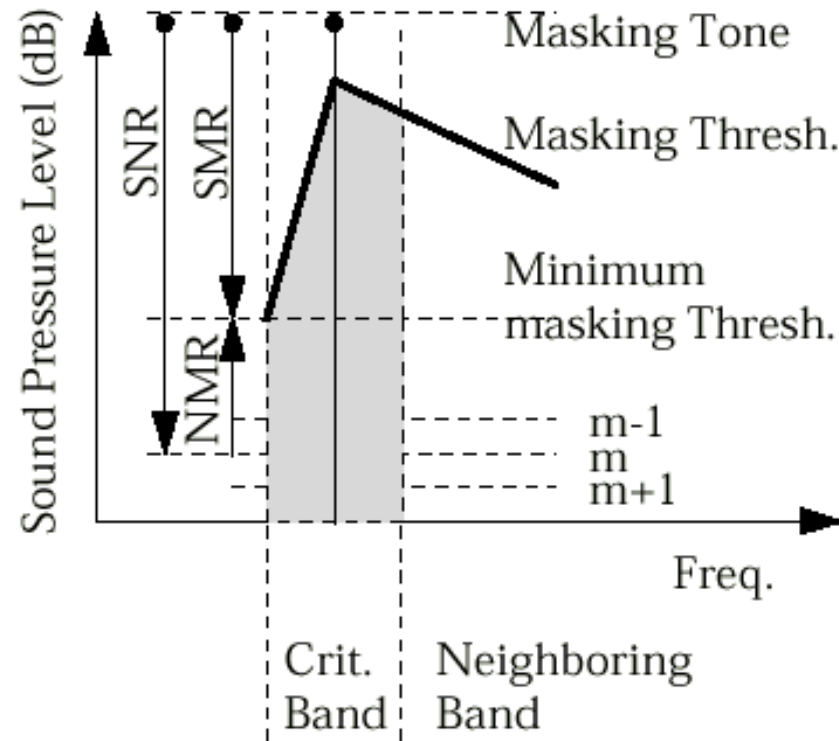 Sound Pressure Level (dB)
SNR
SMR
NMR
Masking Tone
Masking Thresh.
Minimum
masking Thresh.
m-1
m
m+1
Freq.
Crit.
Band
Neighboring
Band